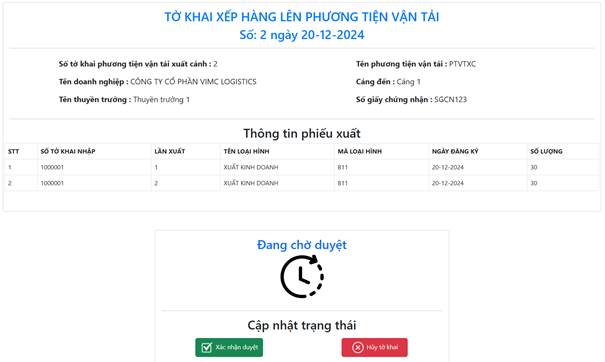 TỜ KHAI XẾP HÀNG LÊN PHƯƠNG TIỆN VẬN TẢI
Số: 2 ngày 20-12-2024
Số tờ khai phương tiện vận tải xuất cảnh : 2 Tên phương tiện vận tải : PTVTXC
Tên doanh nghiệp : CÔNG TY CỔ PHẦN VIMC LOGISTICS Cảng đến : Cảng 1
Tên thuyền trưởng : Thuyền trưởng 1 Số giấy chứng nhận : SGCN123
Thông tin phiếu xuất
STT SỐ TỜ KHAI NHẬP LẦN XUẤT TÊN LOẠI HÌNH MÃ LOẠI HÌNH NGÀY ĐĂNG KÝ SỐ LƯỢNG
1 1000001 1 XUẤT KINH DOANH B11 20-12-2024 30
2 1000001 2 XUẤT KINH DOANH B11 20-12-2024 30
Đang chờ duyệt
Cập nhật trạng thái
Xác nhận duyệt Hủy tờ khai